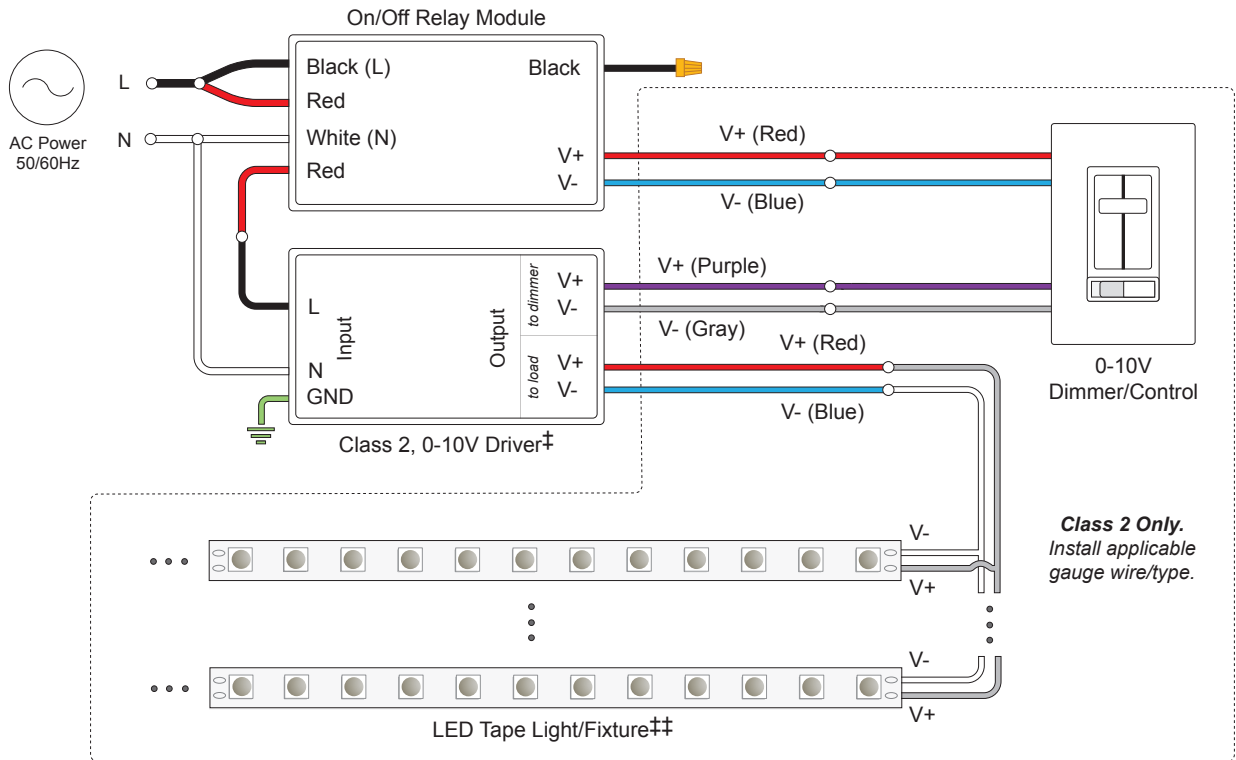 On/Off Relay Module
L
N
AC Power
50/60Hz
Black (L)
Red
White (N)
Red
Black
V+
V-
V+ (Red)
V- (Blue)
0-10V
Dimmer/Control
L
N
GND
Input
Output
to dimmer
V+
V-
to load
V+
V-
V+ (Purple)
V- (Gray)
V+ (Red)
V- (Blue)
Class 2, 0-10V Driver‡
Class 2 Only.
Install applicable
gauge wire/type.
V-
V+
V-
V+
LED Tape Light/Fixture‡‡